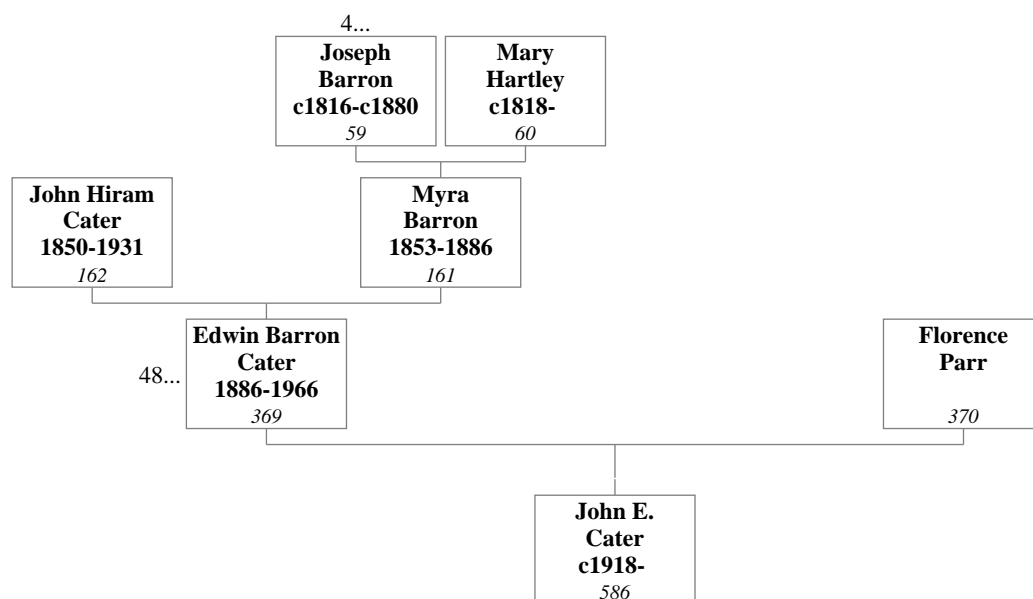 4...
Joseph
Barron
c1816-c1880
59
Mary
Hartley
c1818-
60
John Hiram
Cater
1850-1931
162
Myra
Barron
1853-1886
161
48...
Edwin Barron
Cater
1886-1966
369
Florence
Parr
370
John E.
Cater
c1918-
586